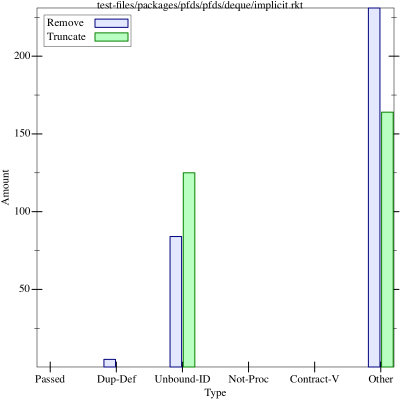 test-files/packages/pfds/pfds/deque/implicit.rkt
Remove
Truncate
200
150
100
50
Amount
Passed Dup-Def Unbound-ID Not-Proc Contract-V Other
Type